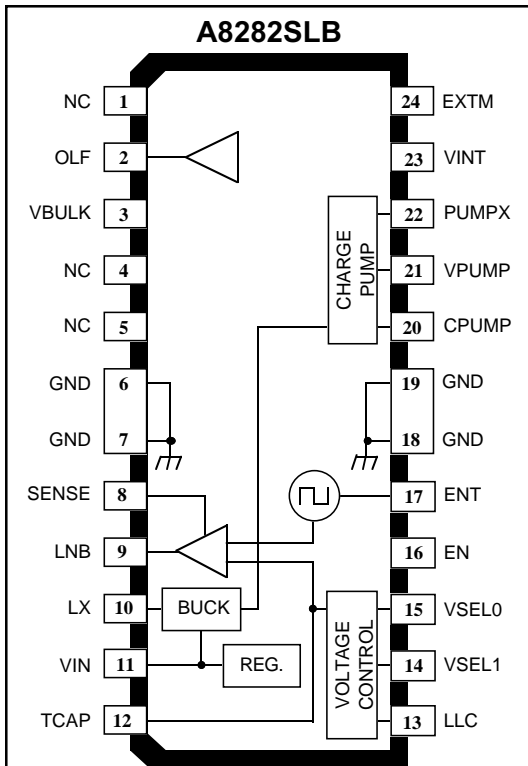 A8282SLB
NC 1
OLF 2
VBULK 3
NC 4
NC 5
GND 6
GND 7
SENSE 8
LNB 9
LX 10
VIN 11
TCAP 12
24 EXTM
23 VINT
22 PUMPX
21 VPUMP
20 CPUMP
19 GND
18 GND
17 ENT
16 EN
15 VSEL0
14 VSEL1
13 LLC
CHARGE
PUMP
BUCK
REG.
VOLTAGE
CONTROL